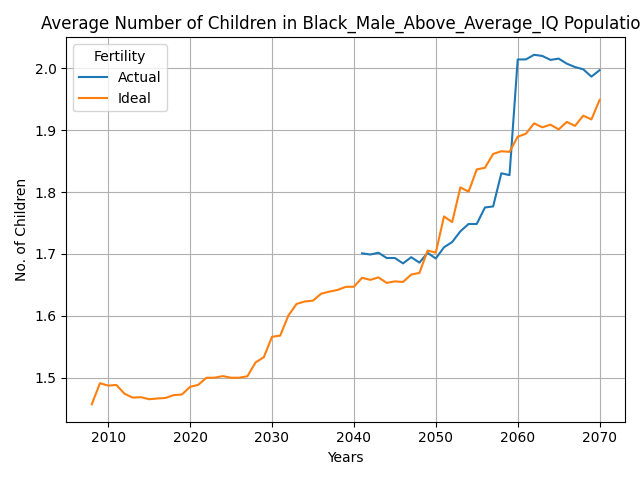 Average Number of Children in Black_Male_Above_Average_IQ Populatio
Fertility
Actual
Ideal
2.0
1.9
1.8
1.7
1.6
1.5
No. of Children
2010 2020 2030 2040 2050 2060 2070
Years